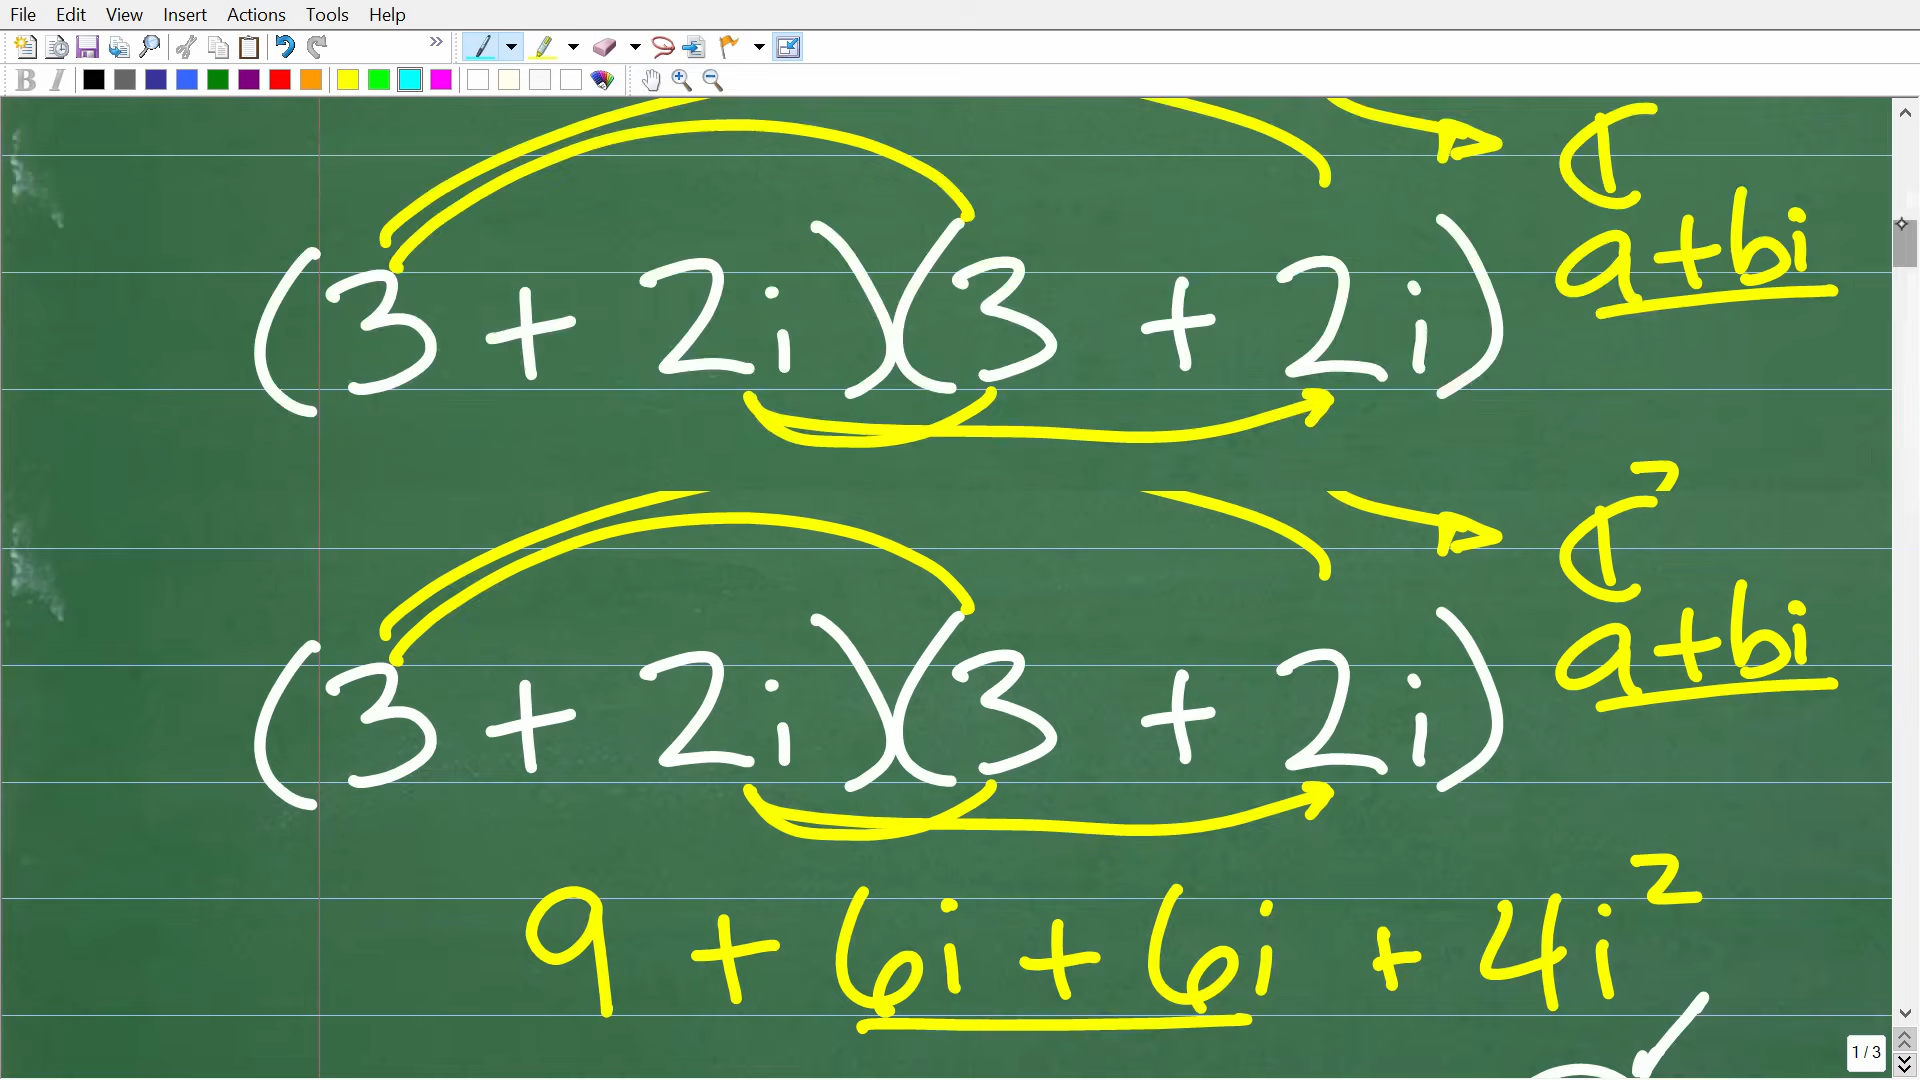 File Edit View Insert Actions Tools Help
B I
ℂ
(3 + 2i)(3 + 2i)
a+bi
ℂ
(3 + 2i)(3 + 2i)
a+bi
9 + 6i + 6i + 4i²
1 / 3